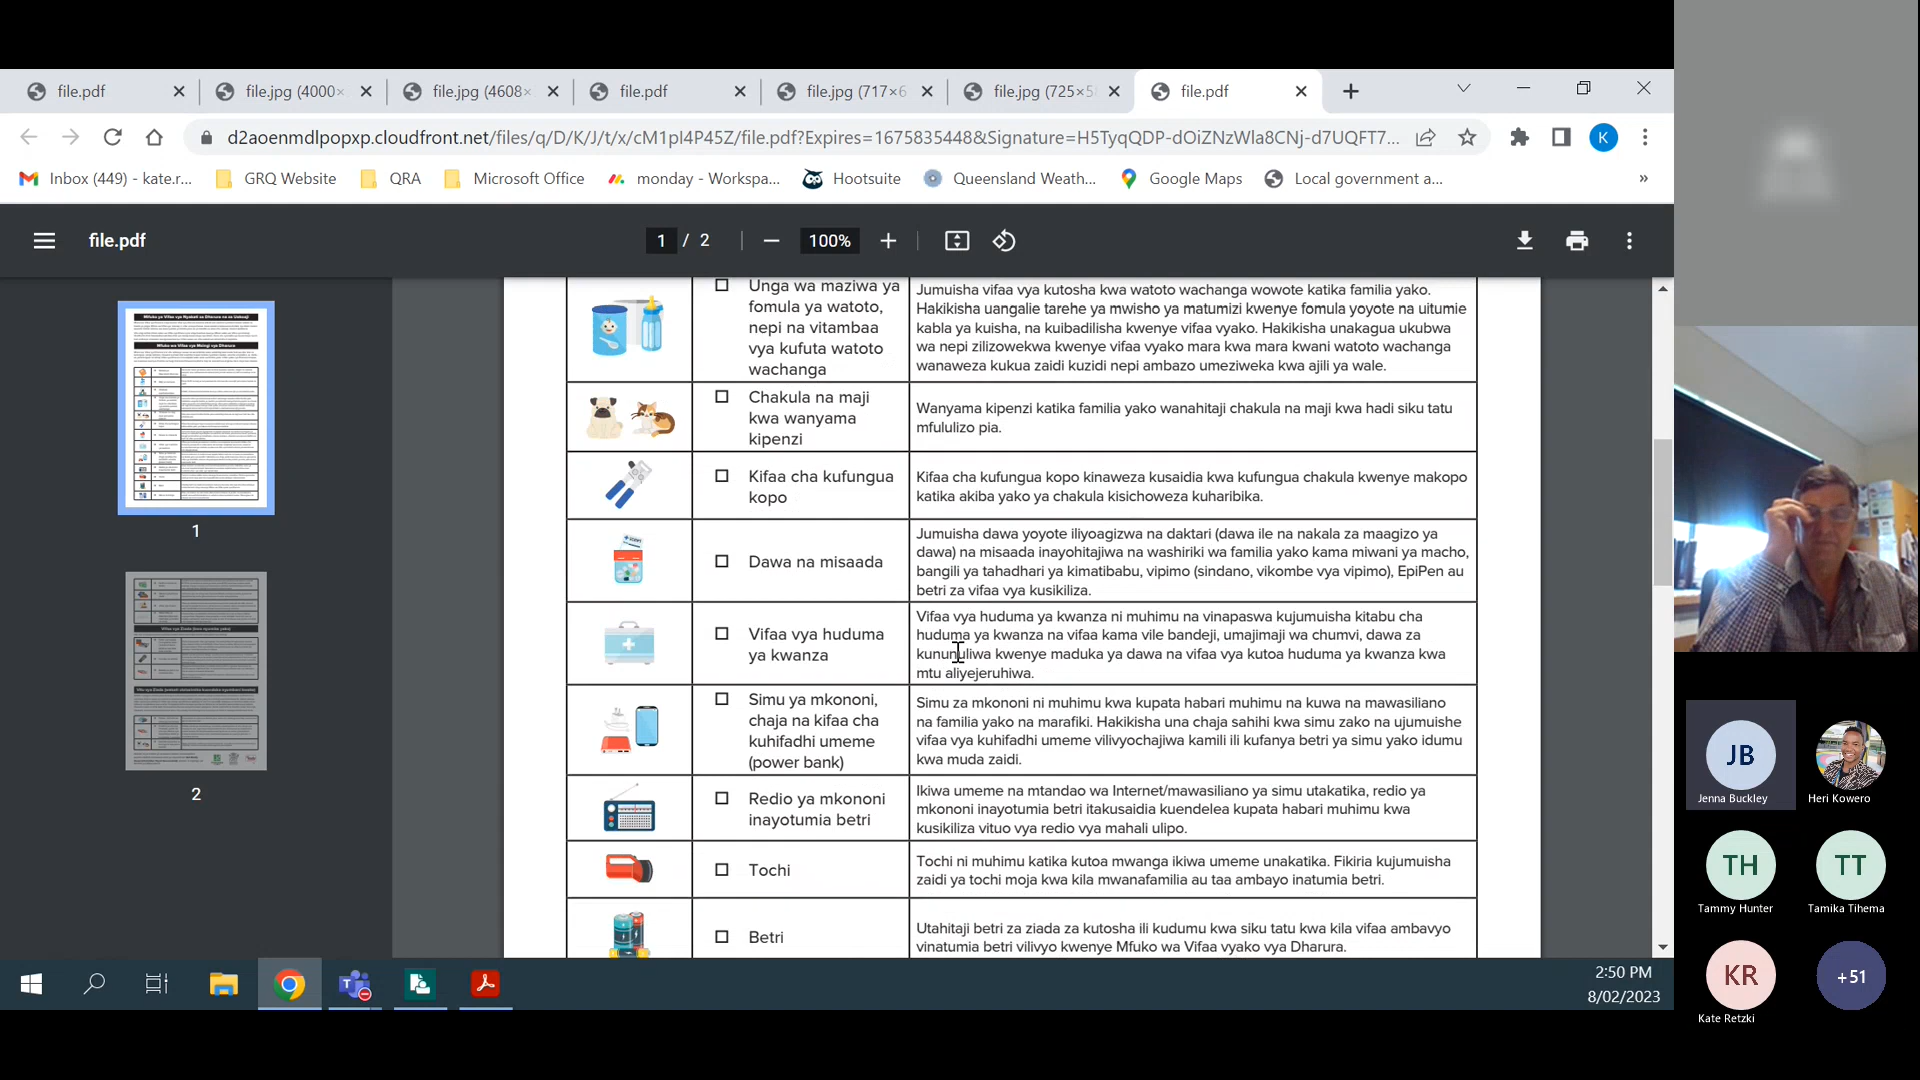 file.pdf
file.jpg (4000×
file.jpg (4608×
file.pdf
file.jpg (717×6
file.jpg (725×5
file.pdf
d2aoenmdlpopxp.cloudfront.net/files/q/D/K/J/t/x/cM1pl4P45Z/file.pdf?Expires=1675835448&Signature=H5TyqQDP-dOiZNzWla8CNj-d7UQFT7...
K
Inbox (449) - kate.r...
GRQ Website
QRA
Microsoft Office
monday - Workspa...
Hootsuite
Queensland Weath...
Google Maps
Local government a...
»
file.pdf
1 / 2
100%
Mfuko wa Vifaa vya Msingi vya Dharura
1
2
Unga wa maziwa ya
fomula ya watoto,
nepi na vitambaa
vya kufuta watoto
wachanga
Jumuisha vifaa vya kutosha kwa watoto wachanga wowote katika familia yako.
Hakikisha uangalie tarehe ya mwisho ya matumizi kwenye fomula yoyote na uitumie
kabla ya kuisha, na kuibadilisha kwenye vifaa vyako. Hakikisha unakagua ukubwa
wa nepi zilizowekwa kwenye vifaa vyako mara kwa mara kwani watoto wachanga
wanaweza kukua zaidi kuzidi nepi ambazo umeziweka kwa ajili ya wale.
Chakula na maji
kwa wanyama
kipenzi
Wanyama kipenzi katika familia yako wanahitaji chakula na maji kwa hadi siku tatu
mfululizo pia.
Kifaa cha kufungua
kopo
Kifaa cha kufungua kopo kinaweza kusaidia kwa kufungua chakula kwenye makopo
katika akiba yako ya chakula kisichoweza kuharibika.
Dawa na misaada
Jumuisha dawa yoyote iliyoagizwa na daktari (dawa ile na nakala za maagizo ya
dawa) na misaada inayohitajiwa na washiriki wa familia yako kama miwani ya macho,
bangili ya tahadhari ya kimatibabu, vipimo (sindano, vikombe vya vipimo), EpiPen au
betri za vifaa vya kusikiliza.
Vifaa vya huduma
ya kwanza
Vifaa vya huduma ya kwanza ni muhimu na vinapaswa kujumuisha kitabu cha
huduma ya kwanza na vifaa kama vile bandeji, umajimaji wa chumvi, dawa za
kununuliwa kwenye maduka ya dawa na vifaa vya kutoa huduma ya kwanza kwa
mtu aliyejeruhiwa.
Simu ya mkononi,
chaja na kifaa cha
kuhifadhi umeme
(power bank)
Simu za mkononi ni muhimu kwa kupata habari muhimu na kuwa na mawasiliano
na familia yako na marafiki. Hakikisha una chaja sahihi kwa simu zako na ujumuishe
vifaa vya kuhifadhi umeme vilivyochajiwa kamili ili kufanya betri ya simu yako idumu
kwa muda zaidi.
Redio ya mkononi
inayotumia betri
Ikiwa umeme na mtandao wa Internet/mawasiliano ya simu utakatika, redio ya
mkononi inayotumia betri itakusaidia kuendelea kupata habari muhimu kwa
kusikiliza vituo vya redio vya mahali ulipo.
Tochi
Tochi ni muhimu katika kutoa mwanga ikiwa umeme unakatika. Fikiria kujumuisha
zaidi ya tochi moja kwa kila mwanafamilia au taa ambayo inatumia betri.
Betri
Utahitaji betri za ziada za kutosha ili kudumu kwa siku tatu kwa kila vifaa ambavyo
vinatumia betri vilivyo kwenye Mfuko wa Vifaa vyako vya Dharura.
2:50 PM
8/02/2023
JB
Jenna Buckley
Heri Kowero
TH
Tammy Hunter
TT
Tamika Tihema
KR
Kate Retzki
+51